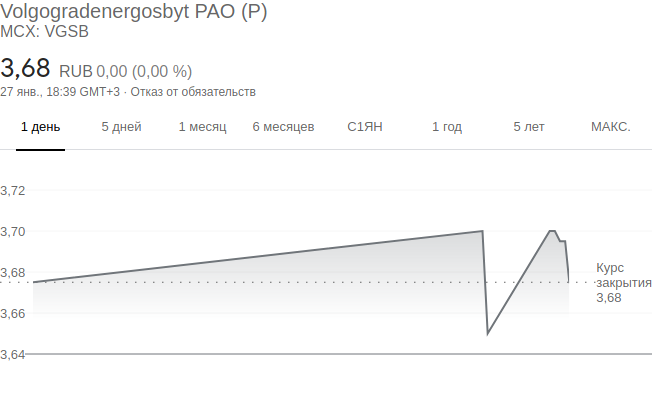 Volgogradenergosbyt PAO (P)
MCX: VGSB
3,68 RUB 0,00 (0,00 %)
27 янв., 18:39 GMT+3 · Отказ от обязательств
1 день 5 дней 1 месяц 6 месяцев С1ЯН 1 год 5 лет МАКС.
3,72
3,70
3,68
3,66
3,64
Курс
закрытия
3,68